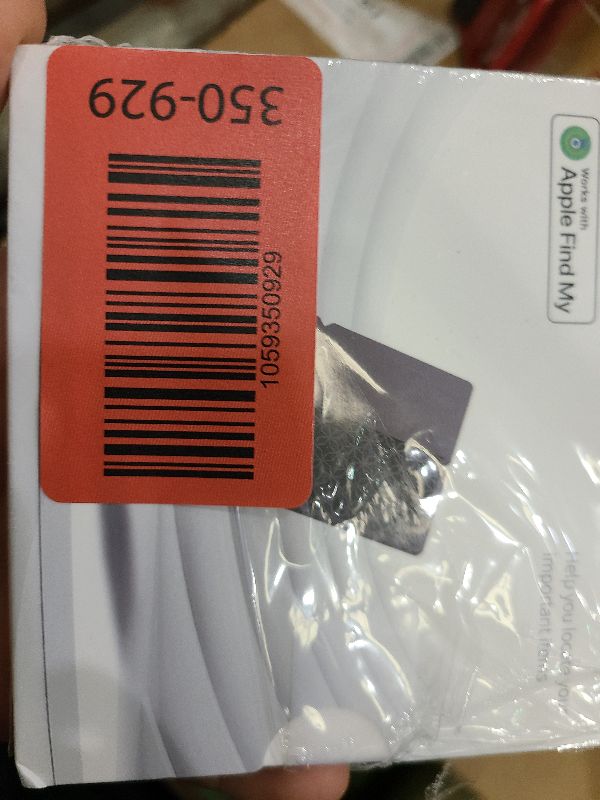 350-929
1059350929
Works with
Apple Find My
Help you locate your
important items